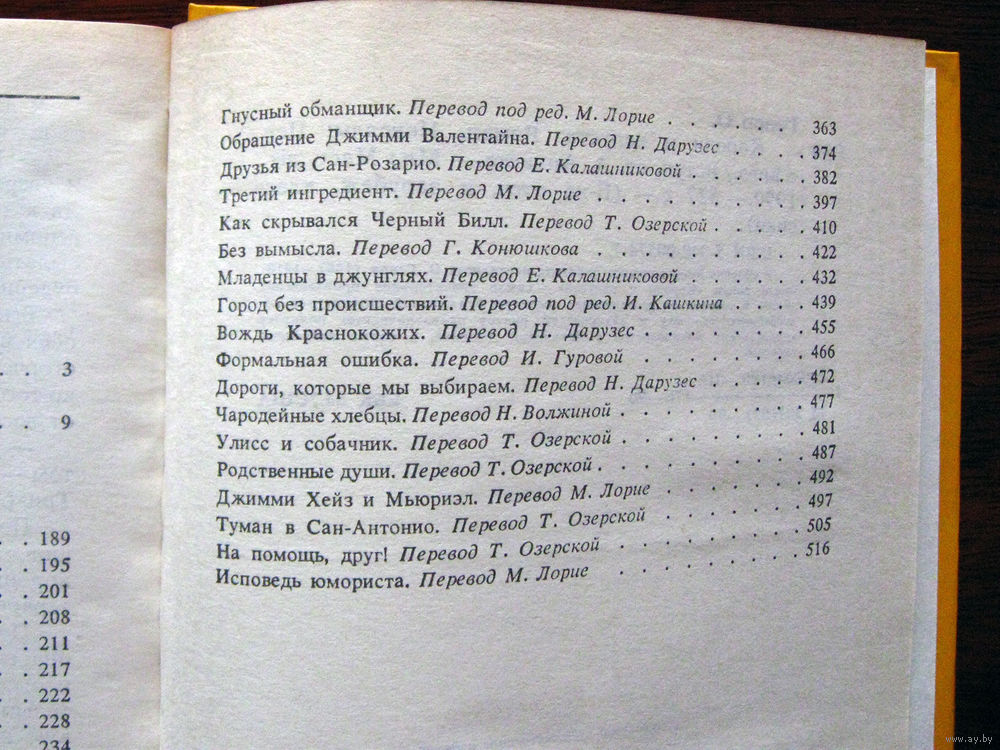 3
9
189
195
201
208
211
217
222
228
234
Гнусный обманщик. Перевод под ред. М. Лорие . . . . . . . 363
Обращение Джимми Валентайна. Перевод Н. Дарузес . . . . 374
Друзья из Сан-Розарио. Перевод Е. Калашниковой . . . . . . 382
Третий ингредиент. Перевод М. Лорие . . . . . . . . . . 397
Как скрывался Черный Билл. Перевод Т. Озерской . . . . . 410
Без вымысла. Перевод Г. Конюшкова . . . . . . . . . . 422
Младенцы в джунглях. Перевод Е. Калашниковой . . . . . . 432
Город без происшествий. Перевод под ред. И. Кашкина . . . . 439
Вождь Краснокожих. Перевод Н. Дарузес . . . . . . . . 455
Формальная ошибка. Перевод И. Гуровой . . . . . . . . 466
Дороги, которые мы выбираем. Перевод Н. Дарузес . . . . . 472
Чародейные хлебцы. Перевод Н. Волжиной . . . . . . . . 477
Улисс и собачник. Перевод Т. Озерской . . . . . . . . . 481
Родственные души. Перевод Т. Озерской . . . . . . . . . 487
Джимми Хейз и Мьюриэл. Перевод М. Лорие . . . . . . . 492
Туман в Сан-Антонио. Перевод Т. Озерской . . . . . . . 497
На помощь, друг! Перевод Т. Озерской . . . . . . . . . 505
Исповедь юмориста. Перевод М. Лорие . . . . . . . . 516
www.ay.by